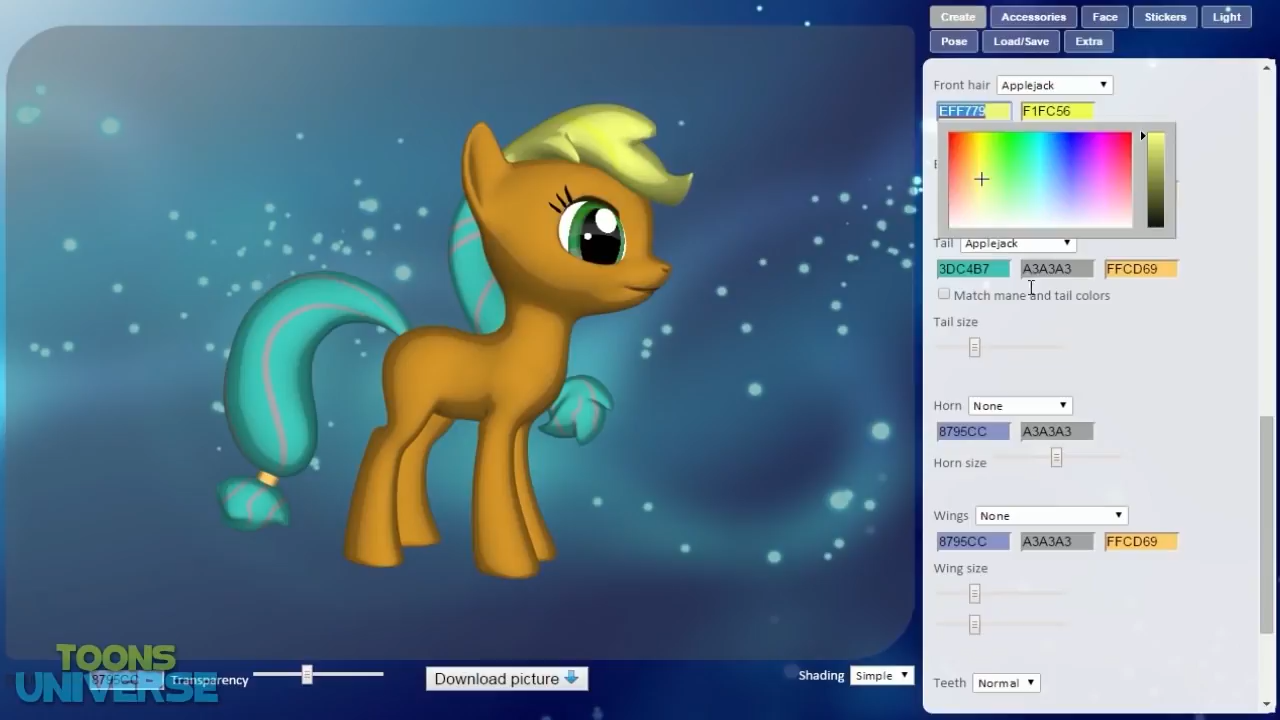 Create Accessories Face Stickers Light
Pose Load/Save Extra
Front hair Applejack
EFF779 F1FC56
Tail Applejack
3DC4B7 A3A3A3 FFCD69
Match mane and tail colors
Tail size
Horn None
8795CC A3A3A3
Horn size
Wings None
8795CC A3A3A3 FFCD69
Wing size
Teeth Normal
TOONS
UNIVERSE
8795CC Transparency
Download picture
Shading Simple